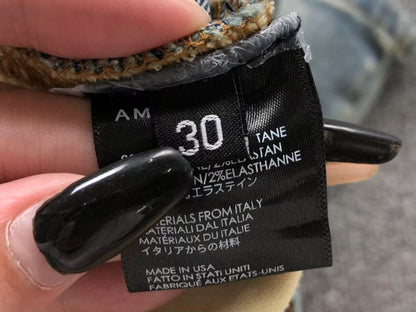 AM
30
TANE
/2%ELASTAN
/2%ELASTHANNE
エラステイン
MATERIALS FROM ITALY
MATERIALI DAL ITALIA
MATÉRIAUX DU ITALIE
イタリアからの材料
MADE IN USA
FATTO IN STATI UNITI
FABRIQUÉ AUX ETATS-UNIS